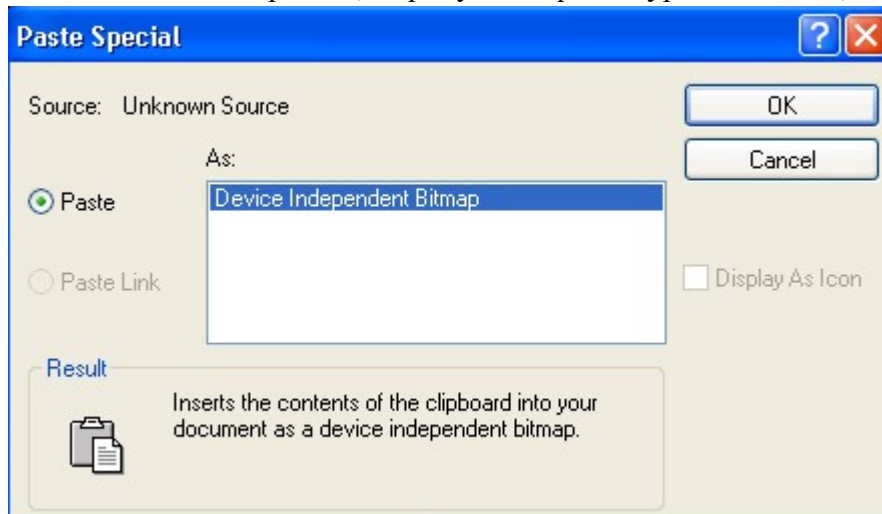 Paste Special
Source: Unknown Source
OK
As:
Cancel
Paste
Device Independent Bitmap
Paste Link
Display As Icon
Result
Inserts the contents of the clipboard into your
document as a device independent bitmap.